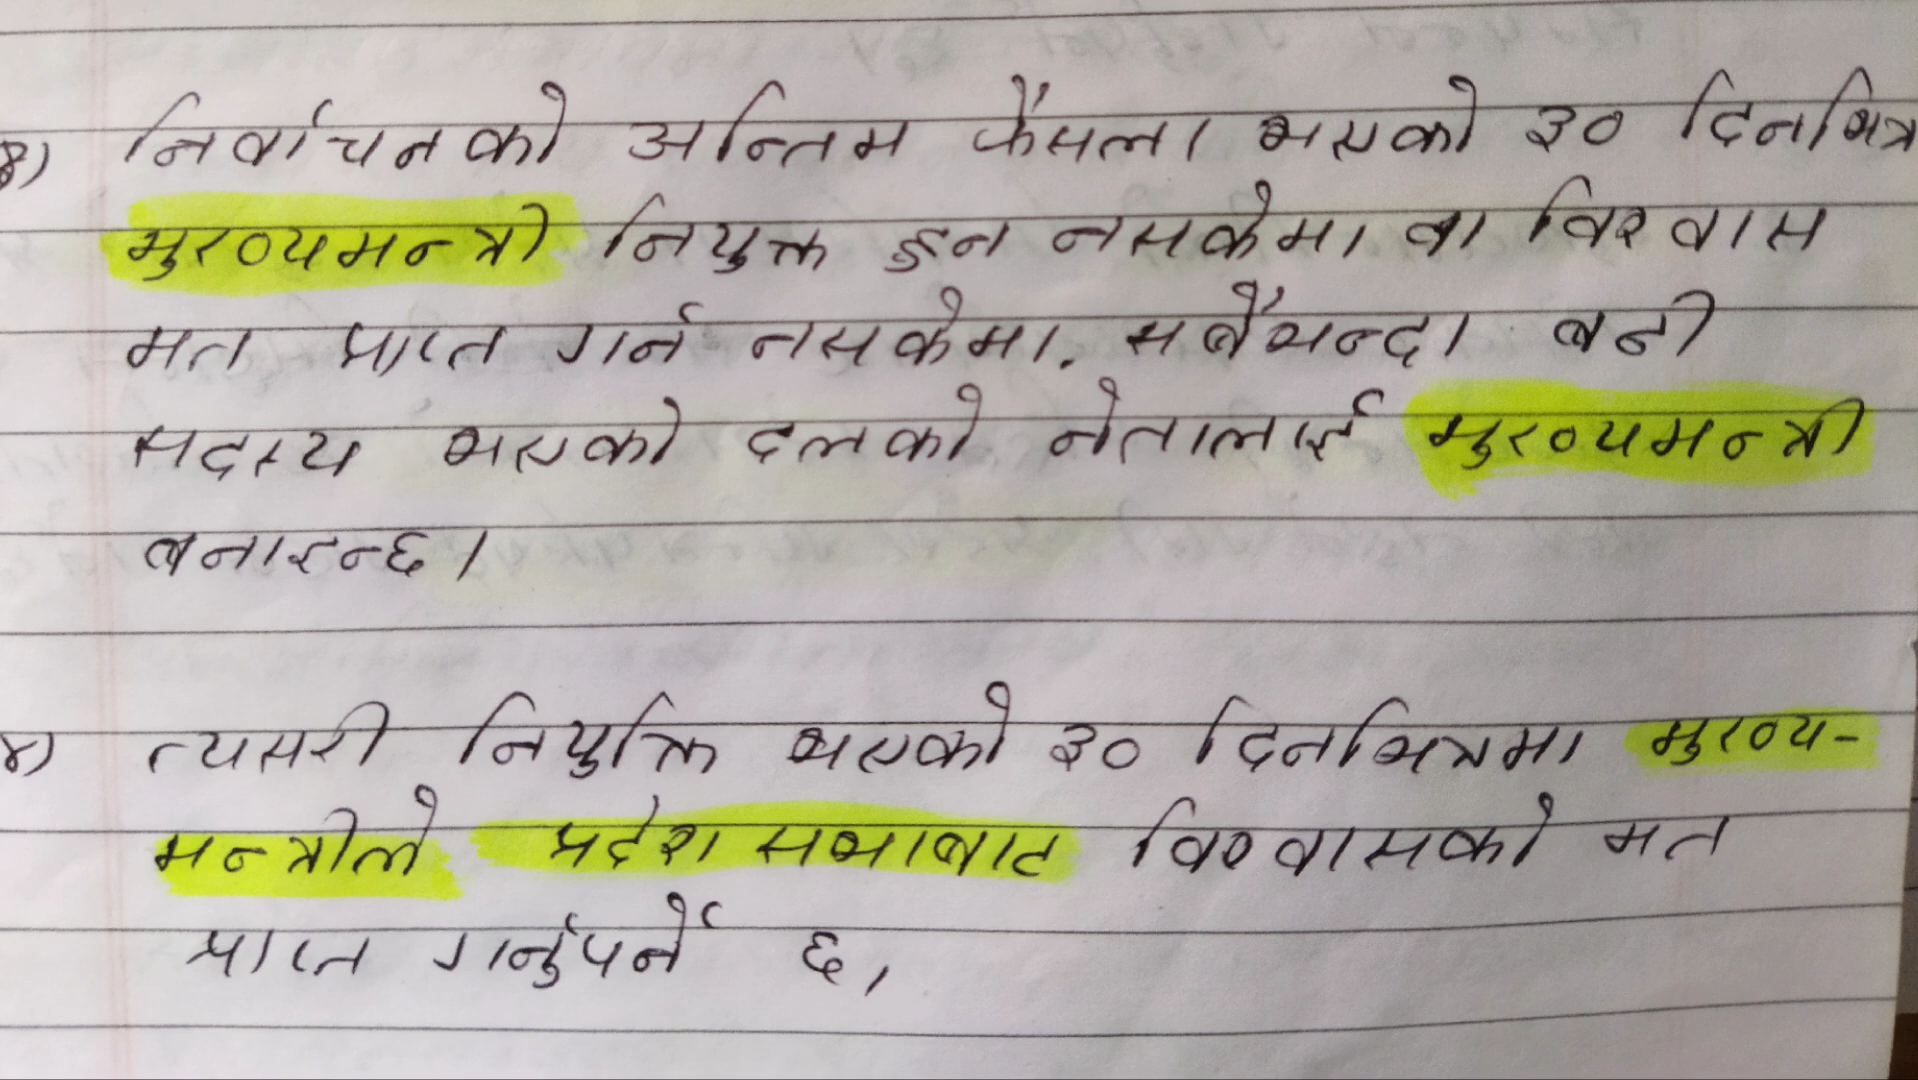 ३) निर्वाचनको अन्तिम फैसला भएको ३० दिनभित्र
मुख्यमन्त्री नियुक्त हुन नसकेमा वा विश्वास
मत प्राप्त गर्न नसकेमा. सबैभन्दा बढी
सदस्य भएको दलको नेतालाई मुख्यमन्त्री
बनाइन्छ।
४) त्यसरी नियुक्ति भएको ३० दिनभित्रमा मुख्य-
मन्त्रीले प्रदेश सभाबाट विश्वासको मत
प्राप्त गर्नुपर्ने छ,